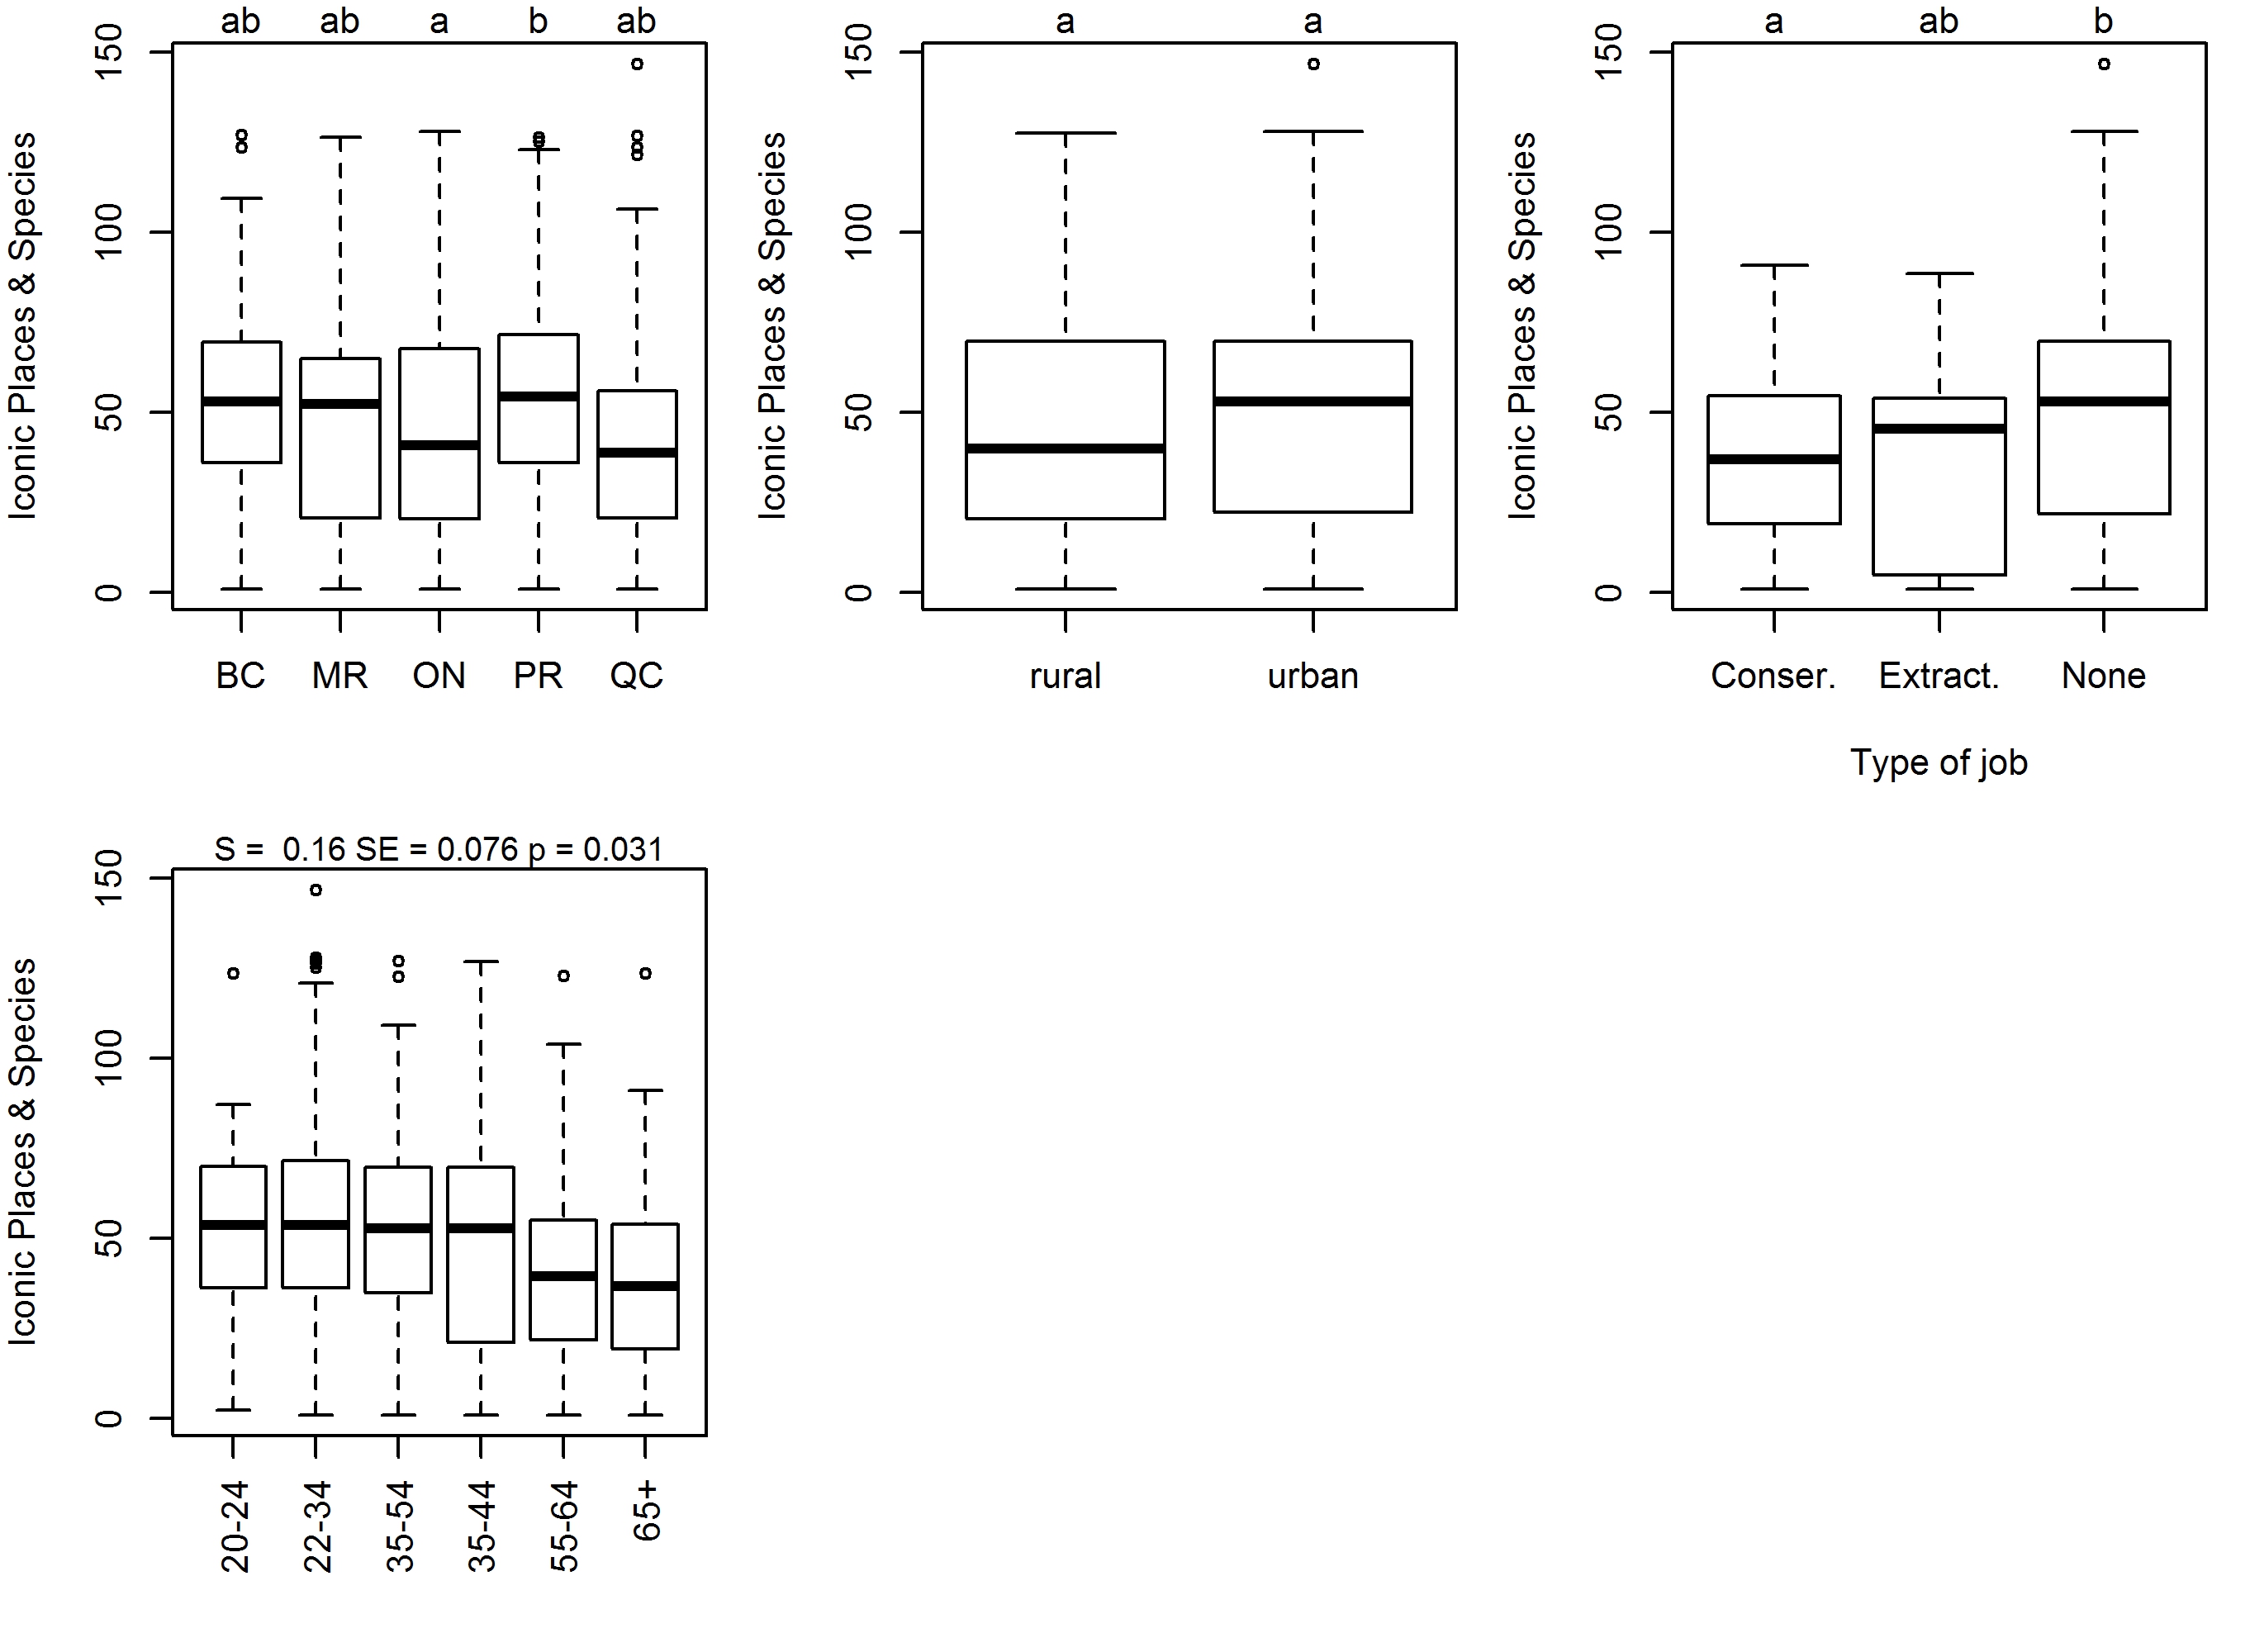 ab ab a b ab
150
100
50
0
Iconic Places & Species
BC MR ON PR QC
a a
150
100
50
0
Iconic Places & Species
rural urban
a ab b
150
100
50
0
Iconic Places & Species
Conser. Extract. None
Type of job
S = 0.16 SE = 0.076 p = 0.031
150
100
50
0
Iconic Places & Species
20-24
22-34
35-54
35-44
55-64
65+